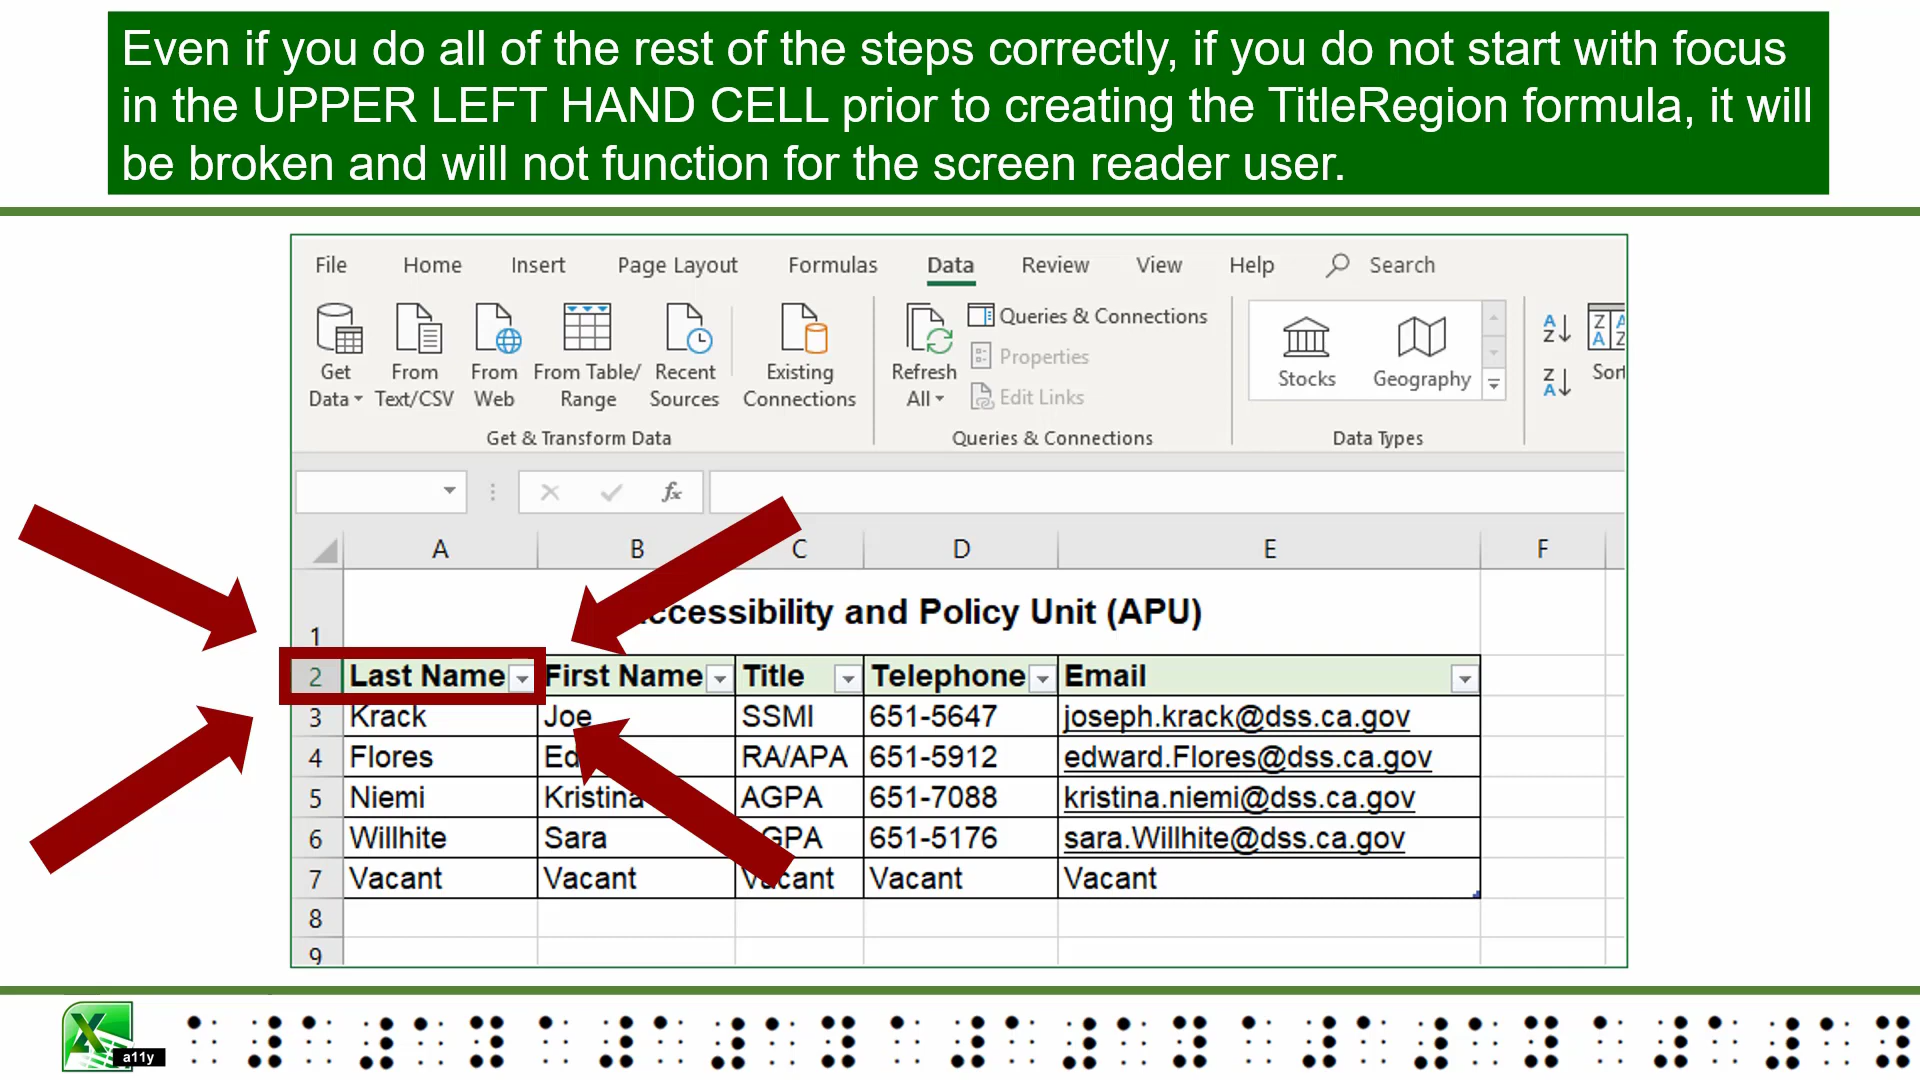 Even if you do all of the rest of the steps correctly, if you do not start with focus
in the UPPER LEFT HAND CELL prior to creating the TitleRegion formula, it will
be broken and will not function for the screen reader user.
File Home Insert Page Layout Formulas Data Review View Help Search
Get Data From Text/CSV From Web From Table/ Range Recent Sources Existing Connections
Refresh All Queries & Connections
Properties
Edit Links
Stocks Geography
Sort
Get & Transform Data Queries & Connections Data Types
fx
A B C D E F
1 ccessibility and Policy Unit (APU)
2 Last Name First Name Title Telephone Email
3 Krack Joe SSMI 651-5647 joseph.krack@dss.ca.gov
4 Flores Ed RA/APA 651-5912 edward.Flores@dss.ca.gov
5 Niemi Kristina AGPA 651-7088 kristina.niemi@dss.ca.gov
6 Willhite Sara GPA 651-5176 sara.Willhite@dss.ca.gov
7 Vacant Vacant Vacant Vacant Vacant
8
9
a11y